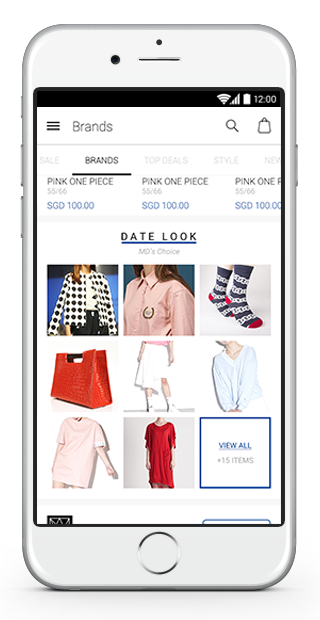 12:00
Brands
SALE BRANDS TOP DEALS STYLE NEW
PINK ONE PIECE PINK ONE PIECE PINK ONE P
55/66 55/66 55/66
SGD 100.00 SGD 100.00 SGD 100.00
DATE LOOK
MD's Choice
VIEW ALL
+15 ITEMS